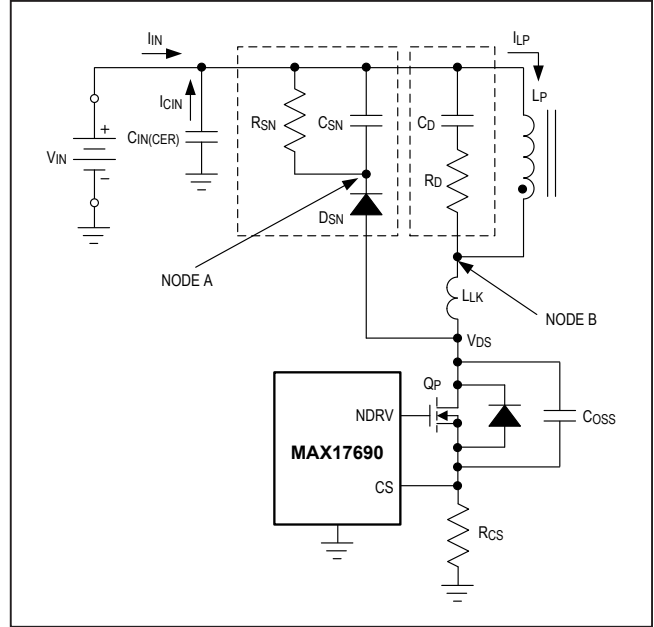 IIN
ILP
LP
ICIN
RSN
CSN
CD
CIN(CER)
VIN
+
−
RD
DSN
NODE A
LLK
NODE B
VDS
QP
NDRV
COSS
MAX17690
CS
RCS